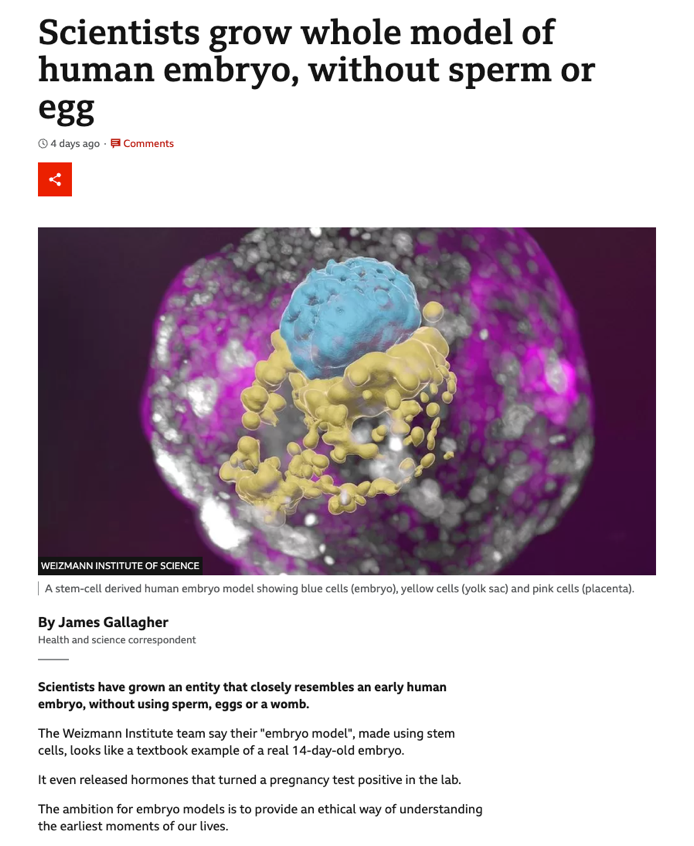 Scientists grow whole model of
human embryo, without sperm or
egg
4 days ago · Comments
WEIZMANN INSTITUTE OF SCIENCE
A stem-cell derived human embryo model showing blue cells (embryo), yellow cells (yolk sac) and pink cells (placenta).
By James Gallagher
Health and science correspondent
Scientists have grown an entity that closely resembles an early human
embryo, without using sperm, eggs or a womb.
The Weizmann Institute team say their "embryo model", made using stem
cells, looks like a textbook example of a real 14-day-old embryo.
It even released hormones that turned a pregnancy test positive in the lab.
The ambition for embryo models is to provide an ethical way of understanding
the earliest moments of our lives.